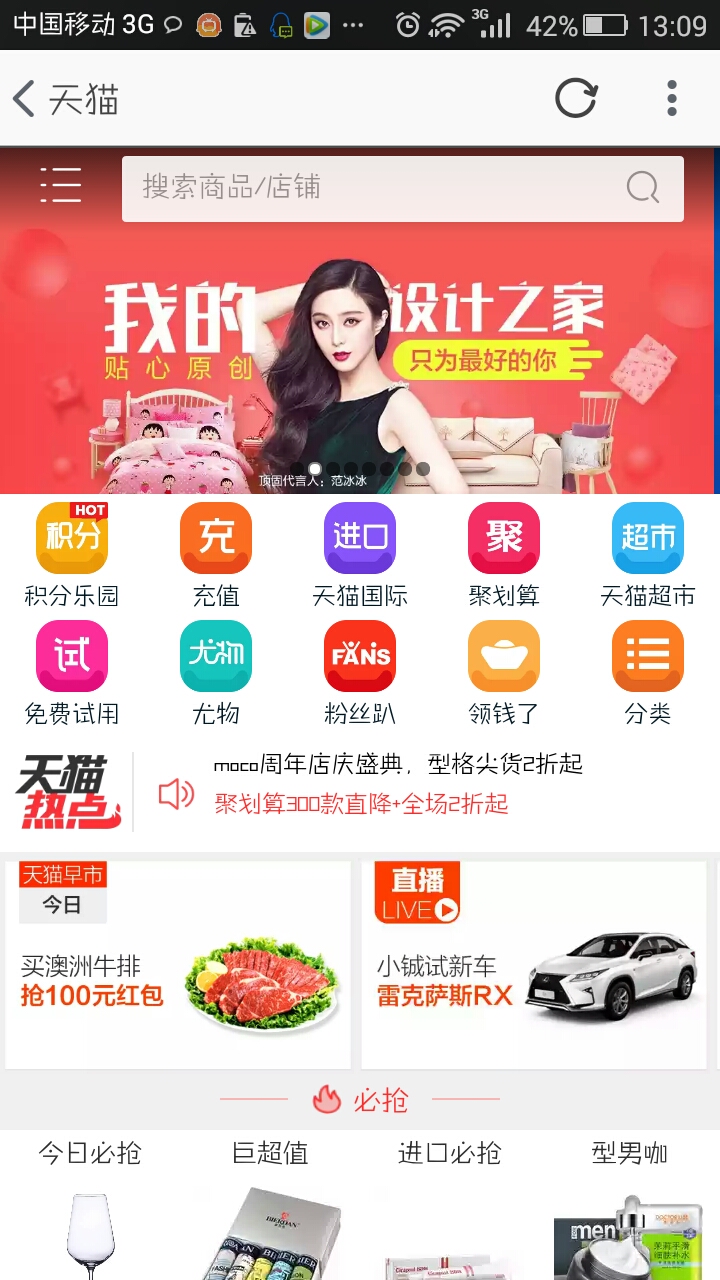 中国移动 3G
3G
42%
13:09
天猫
搜索商品/店铺
我的
设计之家
贴心原创
只为最好的你
顶固代言人：范冰冰
HOT
积分
充
进口
聚
超市
积分乐园
充值
天猫国际
聚划算
天猫超市
试
尤物
FANS
免费试用
尤物
粉丝趴
领钱了
分类
天猫
热点
moco周年店庆盛典，型格尖货2折起
聚划算300款直降+全场2折起
天猫早市
今日
买澳洲牛排
抢100元红包
直播
LIVE
小铖试新车
雷克萨斯RX
必抢
今日必抢
巨超值
进口必抢
型男咖
men
茉莉手滑
细肤补水